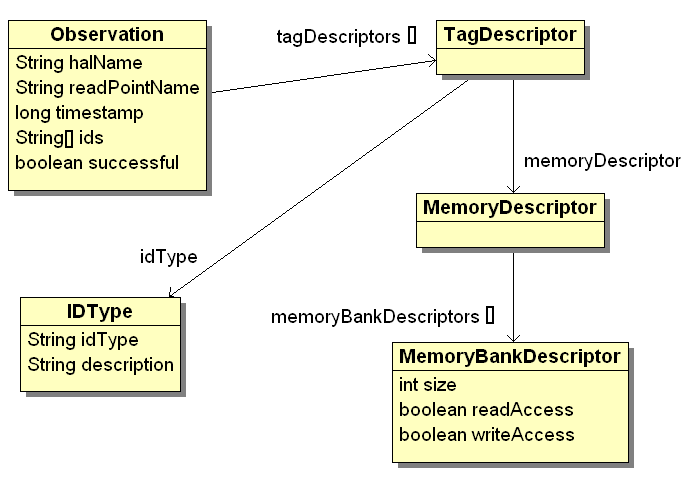 Observation
String halName
String readPointName
long timestamp
String[] ids
boolean successful
tagDescriptors []
TagDescriptor
memoryDescriptor
MemoryDescriptor
idType
IDType
String idType
String description
memoryBankDescriptors []
MemoryBankDescriptor
int size
boolean readAccess
boolean writeAccess